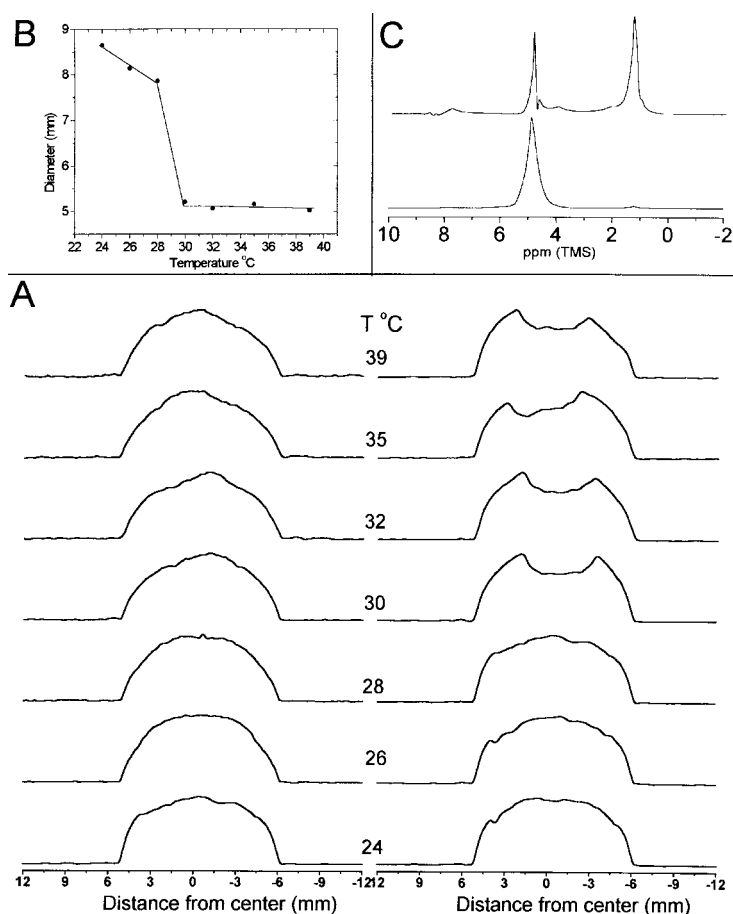 B
9
8
7
6
5
Diameter (mm)
22 24 26 28 30 32 34 36 38 40
Temperature °C
C
10 8 6 4 2 0 -2
ppm (TMS)
A
T °C
39
35
32
30
28
26
24
12 9 6 3 0 -3 -6 -9 -12
12 9 6 3 0 -3 -6 -9 -12
Distance from center (mm)
Distance from center (mm)